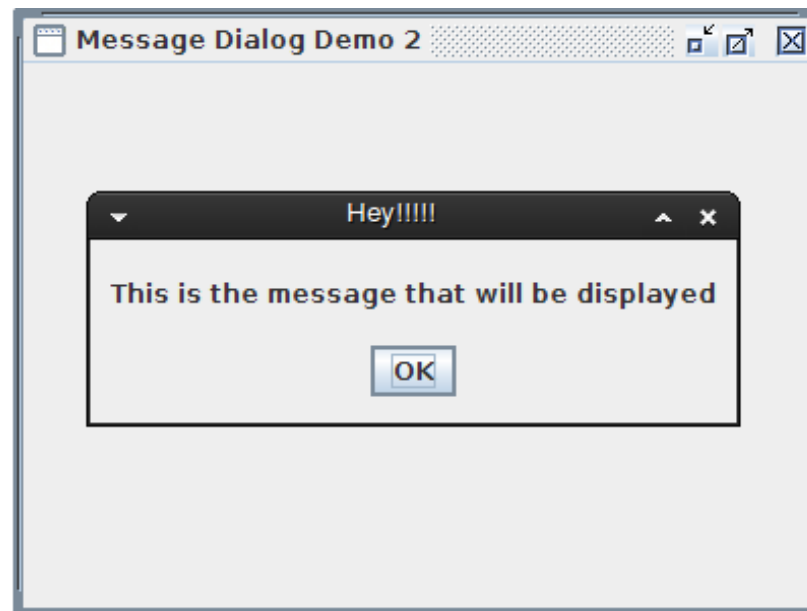 Message Dialog Demo 2
Hey!!!!!
This is the message that will be displayed
OK